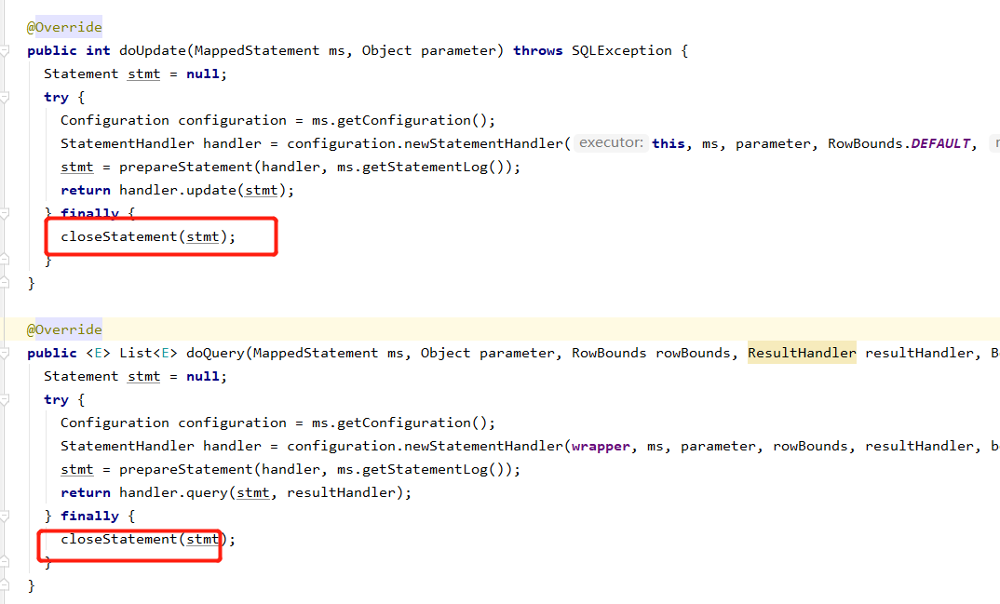 @Override
public int doUpdate(MappedStatement ms, Object parameter) throws SQLException {
Statement stmt = null;
try {
Configuration configuration = ms.getConfiguration();
StatementHandler handler = configuration.newStatementHandler( executor: this, ms, parameter, RowBounds.DEFAULT,
stmt = prepareStatement(handler, ms.getStatementLog());
return handler.update(stmt);
} finally {
closeStatement(stmt);
}
}
@Override
public <E> List<E> doQuery(MappedStatement ms, Object parameter, RowBounds rowBounds, ResultHandler resultHandler, B
Statement stmt = null;
try {
Configuration configuration = ms.getConfiguration();
StatementHandler handler = configuration.newStatementHandler(wrapper, ms, parameter, rowBounds, resultHandler, b
stmt = prepareStatement(handler, ms.getStatementLog());
return handler.query(stmt, resultHandler);
} finally {
closeStatement(stmt);
}
}